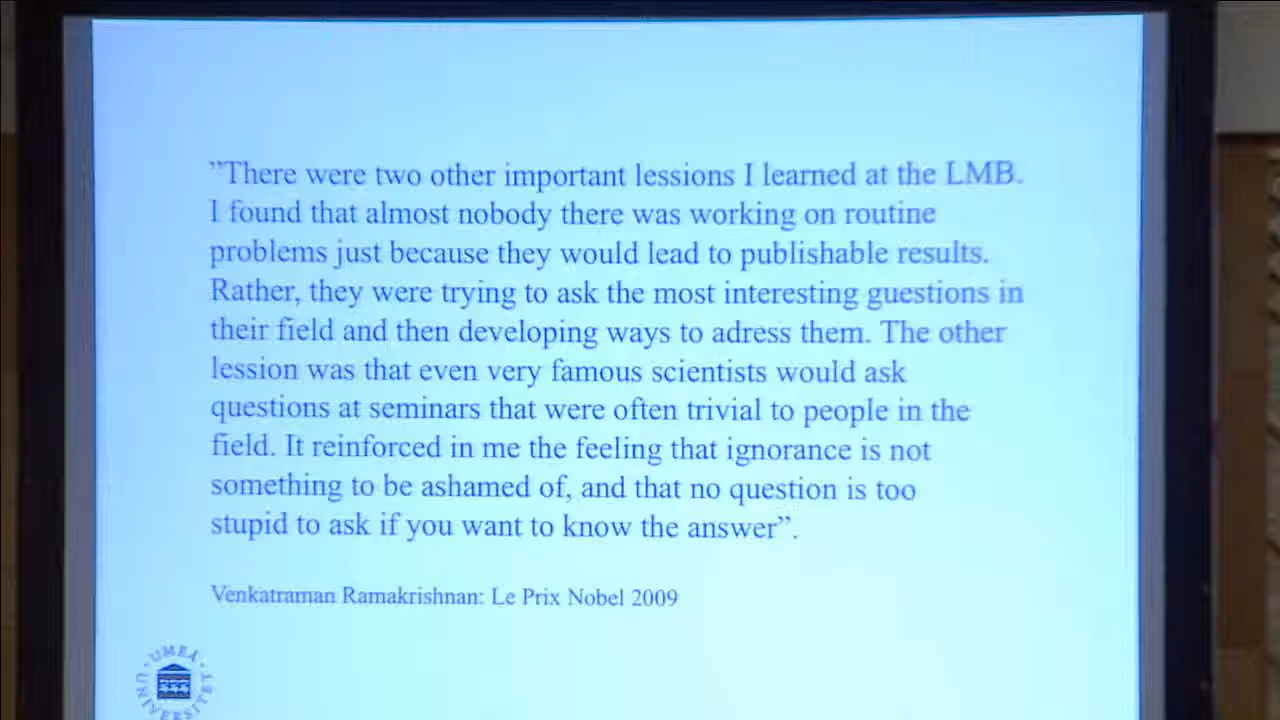 ”There were two other important lessions I learned at the LMB.
I found that almost nobody there was working on routine
problems just because they would lead to publishable results.
Rather, they were trying to ask the most interesting guestions in
their field and then developing ways to adress them. The other
lession was that even very famous scientists would ask
questions at seminars that were often trivial to people in the
field. It reinforced in me the feeling that ignorance is not
something to be ashamed of, and that no question is too
stupid to ask if you want to know the answer”.
Venkatraman Ramakrishnan: Le Prix Nobel 2009
UMEÅ UNIVERSITET